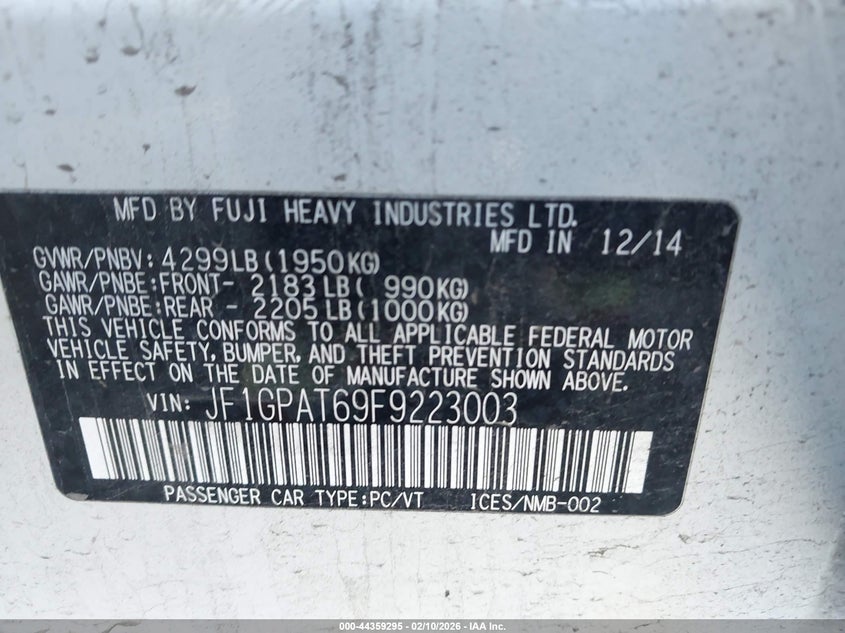 MFD BY FUJI HEAVY INDUSTRIES LTD.
MFD IN 12/14
GVWR/PNBV: 4299LB(1950KG)
GAWR/PNBE:FRONT- 2183LB( 990KG)
GAWR/PNBE:REAR - 2205LB(1000KG)
THIS VEHICLE CONFORMS TO ALL APPLICABLE FEDERAL MOTOR
VEHICLE SAFETY, BUMPER, AND THEFT PREVENTION STANDARDS
IN EFFECT ON THE DATE OF MANUFACTURE SHOWN ABOVE.
VIN: JF1GPAT69F9223003
PASSENGER CAR TYPE:PC/VT ICES/NMB-002
000-44359295 - 02/10/2026 - IAA Inc.